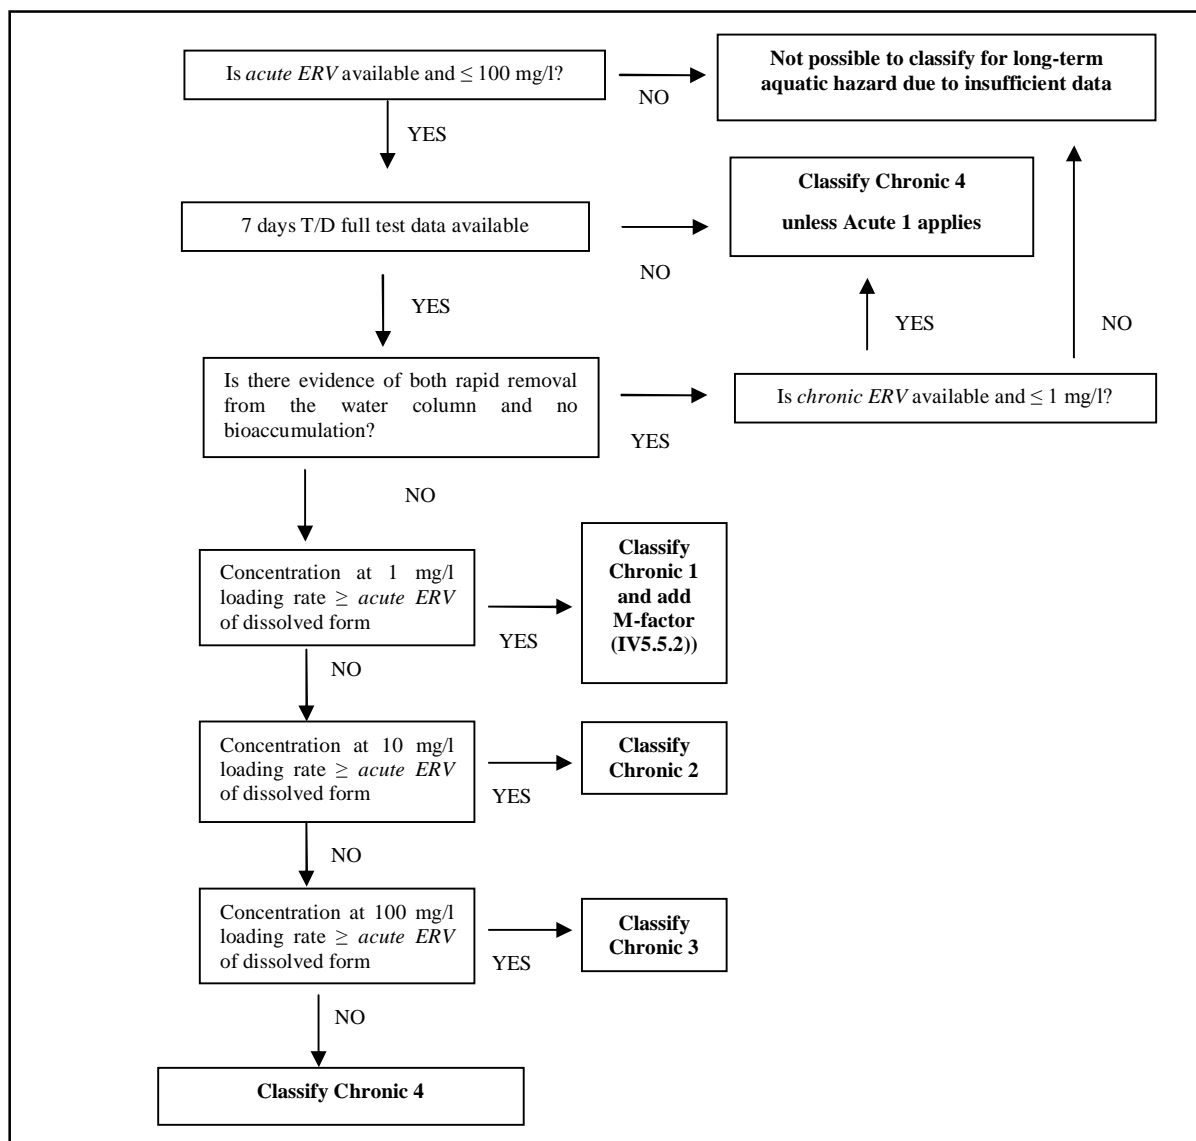 Is acute ERV available and ≤ 100 mg/l?
NO
Not possible to classify for long-term
aquatic hazard due to insufficient data
YES
7 days T/D full test data available
NO
Classify Chronic 4
unless Acute 1 applies
YES
YES
NO
Is there evidence of both rapid removal
from the water column and no
bioaccumulation?
YES
Is chronic ERV available and ≤ 1 mg/l?
NO
Concentration at 1 mg/l
loading rate ≥ acute ERV
of dissolved form
YES
Classify
Chronic 1
and add
M-factor
(IV5.5.2))
NO
Concentration at 10 mg/l
loading rate ≥ acute ERV
of dissolved form
YES
Classify
Chronic 2
NO
Concentration at 100 mg/l
loading rate ≥ acute ERV
of dissolved form
YES
Classify
Chronic 3
NO
Classify Chronic 4